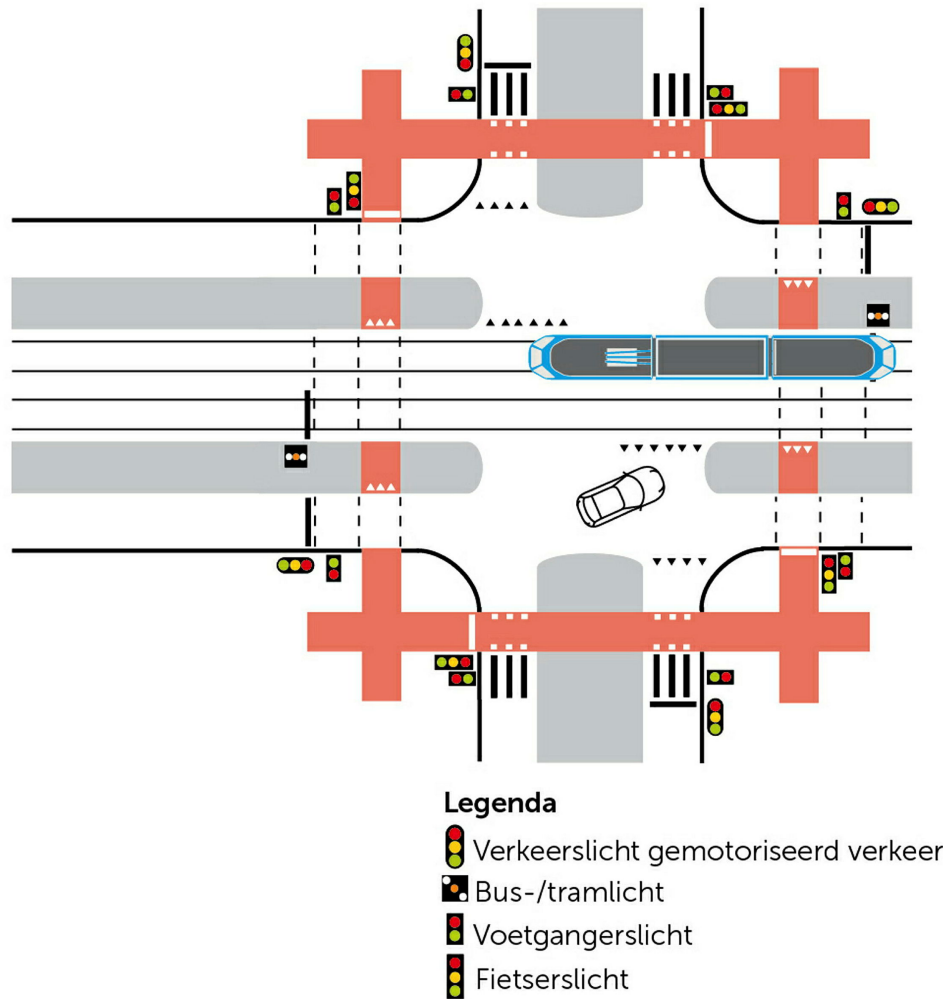 Legenda
Verkeerslicht gemotoriseerd verkeer
Bus-/tramlicht
Voetgangerslicht
Fietserslicht